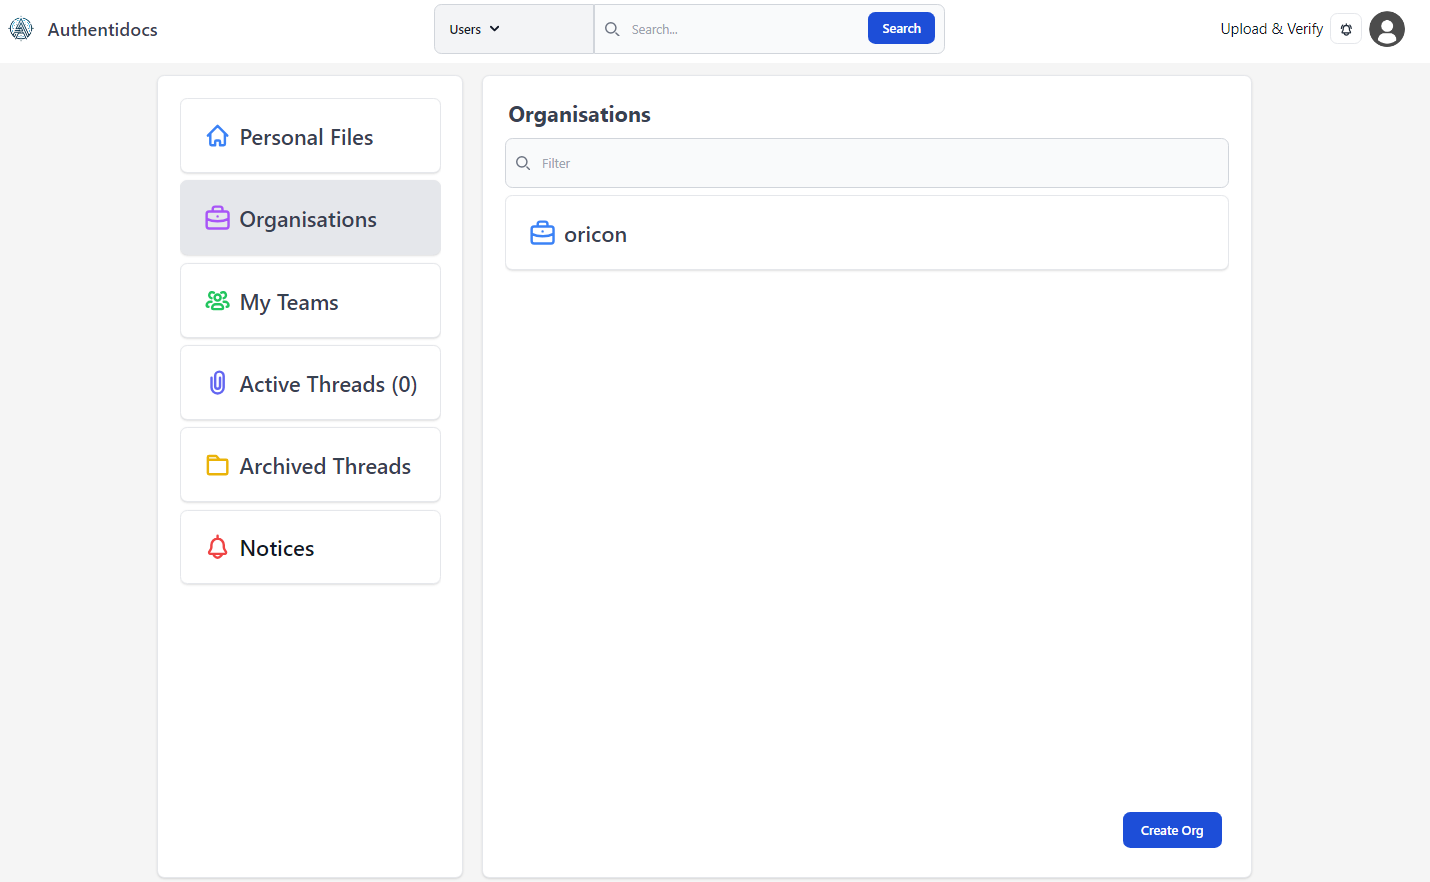 Authentidocs
Users
Search...
Search
Upload & Verify
Personal Files
Organisations
My Teams
Active Threads (0)
Archived Threads
Notices
Organisations
Filter
oricon
Create Org